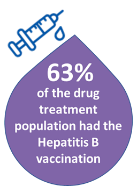 63%
of the drug
treatment
population had the
Hepatitis B
vaccination